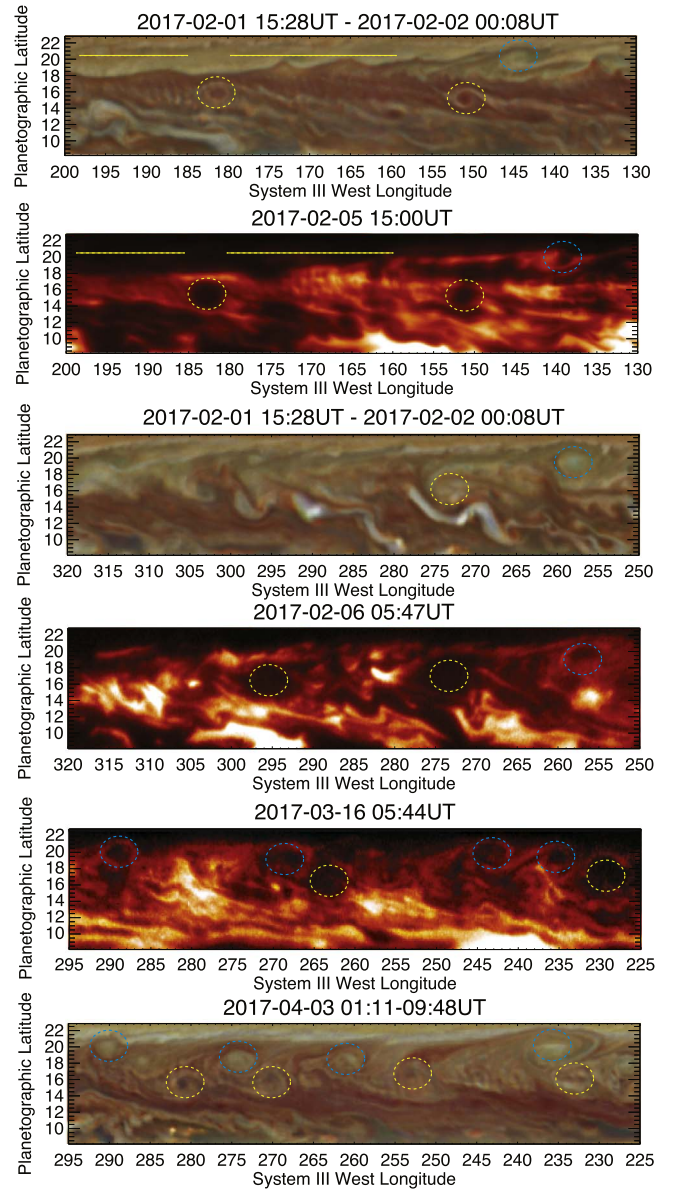 2017-02-01 15:28UT - 2017-02-02 00:08UT
Planetographic Latitude
22
20
18
16
14
12
10
200 195 190 185 180 175 170 165 160 155 150 145 140 135 130
System III West Longitude
2017-02-05 15:00UT
Planetographic Latitude
22
20
18
16
14
12
10
200 195 190 185 180 175 170 165 160 155 150 145 140 135 130
System III West Longitude
2017-02-01 15:28UT - 2017-02-02 00:08UT
Planetographic Latitude
22
20
18
16
14
12
10
320 315 310 305 300 295 290 285 280 275 270 265 260 255 250
System III West Longitude
2017-02-06 05:47UT
Planetographic Latitude
22
20
18
16
14
12
10
320 315 310 305 300 295 290 285 280 275 270 265 260 255 250
System III West Longitude
2017-03-16 05:44UT
Planetographic Latitude
22
20
18
16
14
12
10
295 290 285 280 275 270 265 260 255 250 245 240 235 230 225
System III West Longitude
2017-04-03 01:11-09:48UT
Planetographic Latitude
22
20
18
16
14
12
10
295 290 285 280 275 270 265 260 255 250 245 240 235 230 225
System III West Longitude